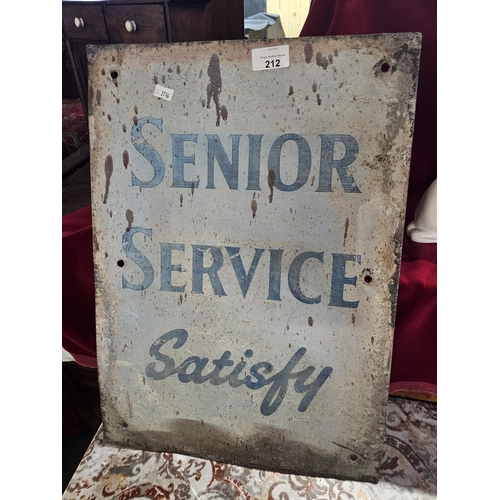 212
SENIOR
SERVICE
Satisfy